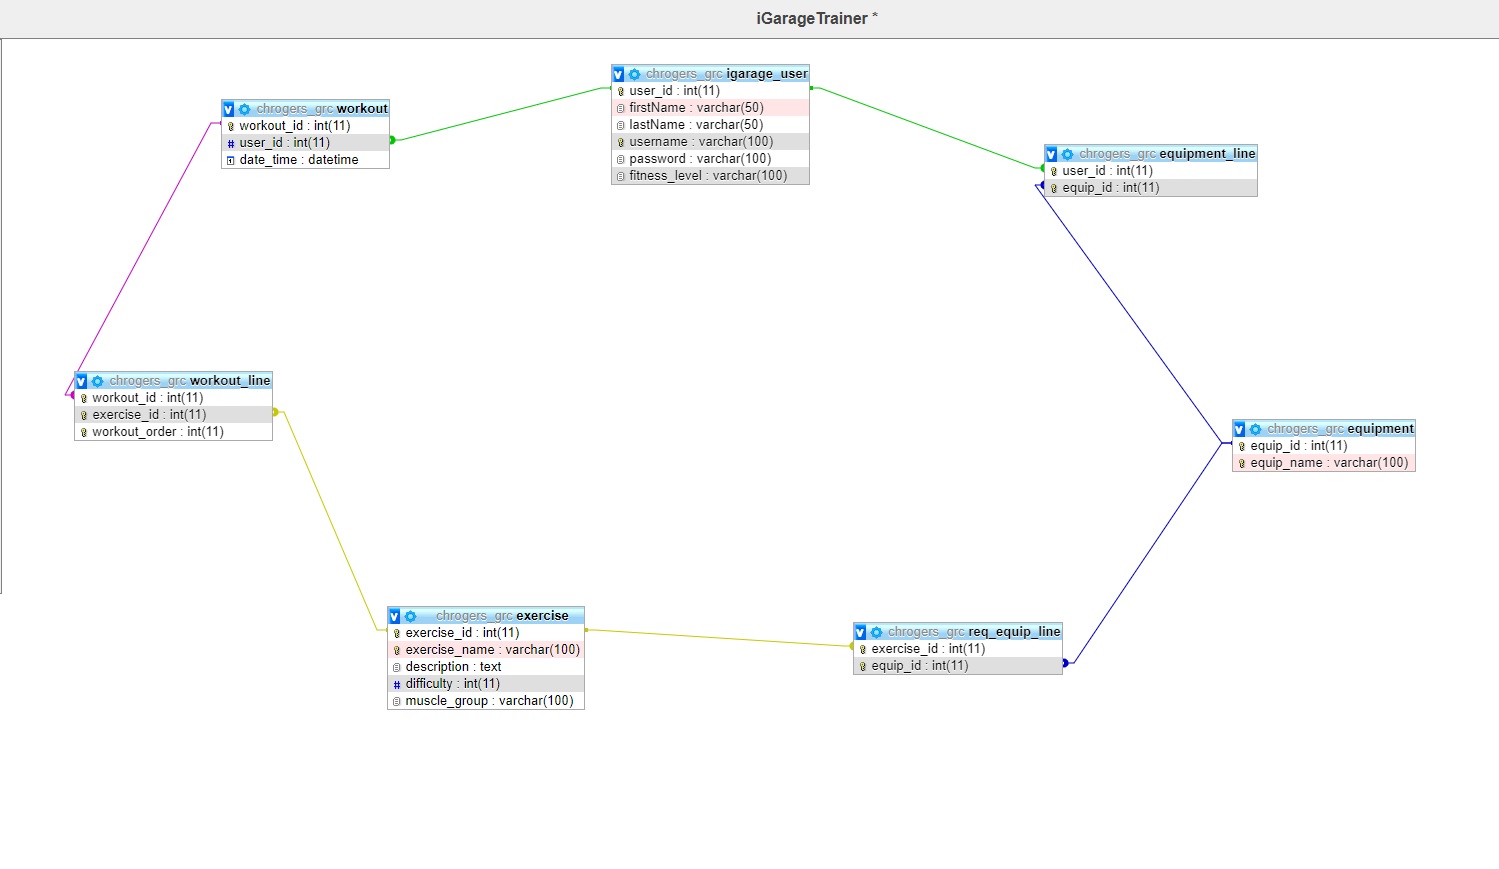 iGarageTrainer *
chrogers_grc igarage_user
user_id : int(11)
firstName : varchar(50)
lastName : varchar(50)
username : varchar(100)
password : varchar(100)
fitness_level : varchar(100)
chrogers_grc workout
workout_id : int(11)
user_id : int(11)
date_time : datetime
chrogers_grc equipment_line
user_id : int(11)
equip_id : int(11)
chrogers_grc workout_line
workout_id : int(11)
exercise_id : int(11)
workout_order : int(11)
chrogers_grc equipment
equip_id : int(11)
equip_name : varchar(100)
chrogers_grc exercise
exercise_id : int(11)
exercise_name : varchar(100)
description : text
difficulty : int(11)
muscle_group : varchar(100)
chrogers_grc req_equip_line
exercise_id : int(11)
equip_id : int(11)